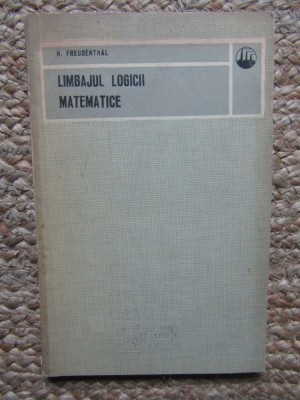 H. FREUDENTHAL
LIMBAJUL LOGICII
MATEMATICE